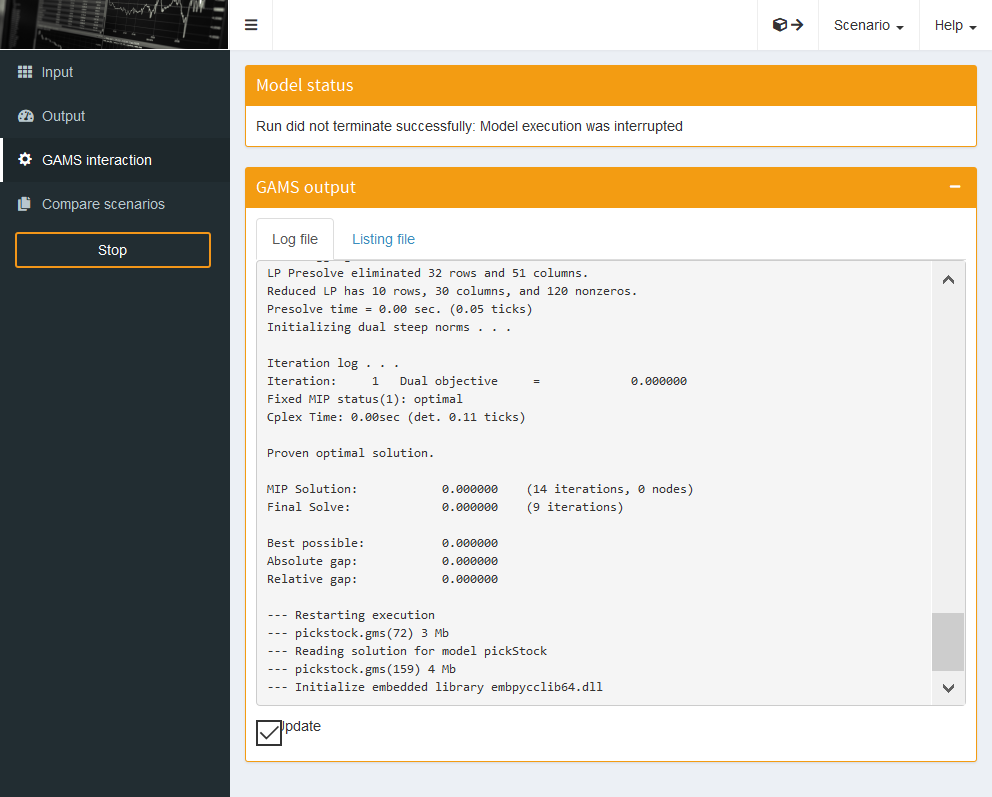 Scenario
Help
Input
Output
GAMS interaction
Compare scenarios
Stop
Model status
Run did not terminate successfully: Model execution was interrupted
GAMS output
Log file
Listing file
LP Presolve eliminated 32 rows and 51 columns.
Reduced LP has 10 rows, 30 columns, and 120 nonzeros.
Presolve time = 0.00 sec. (0.05 ticks)
Initializing dual steep norms . . .
Iteration log . . .
Iteration:     1   Dual objective     =             0.000000
Fixed MIP status(1): optimal
Cplex Time: 0.00sec (det. 0.11 ticks)
Proven optimal solution.
MIP Solution:            0.000000    (14 iterations, 0 nodes)
Final Solve:             0.000000    (9 iterations)
Best possible:           0.000000
Absolute gap:            0.000000
Relative gap:            0.000000
--- Restarting execution
--- pickstock.gms(72) 3 Mb
--- Reading solution for model pickStock
--- pickstock.gms(159) 4 Mb
--- Initialize embedded library embpycclib64.dll
Update